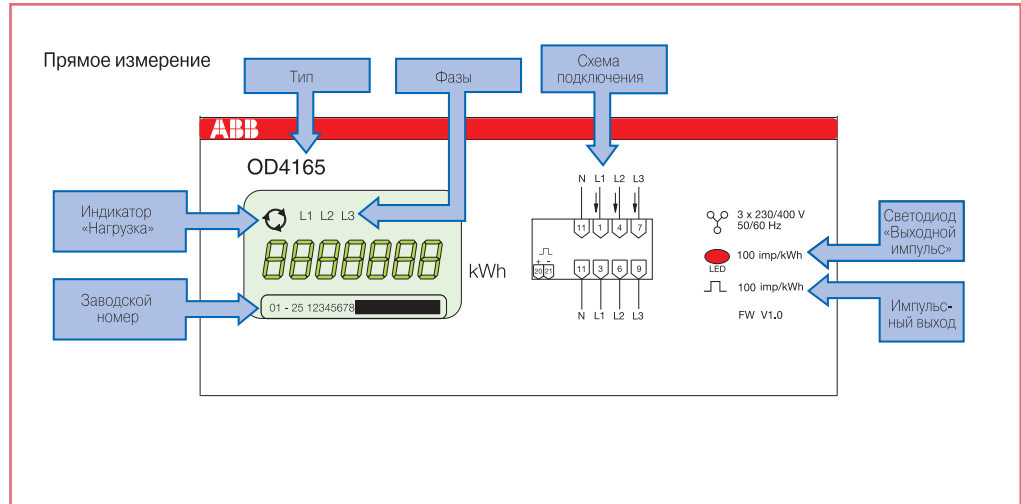 Прямое измерение
Тип
Фазы
Схема
подключения
ABB
OD4165
Индикатор
«Нагрузка»
L1 L2 L3
8888888
kWh
Заводской
номер
01 - 25 12345678
N L1 L2 L3
11 1 4 7
+ -
20 21
11 3 6 9
N L1 L2 L3
3 x 230/400 V
50/60 Hz
100 imp/kWh
LED
100 imp/kWh
FW V1.0
Светодиод
«Выходной
импульс»
Импульс-
ный выход